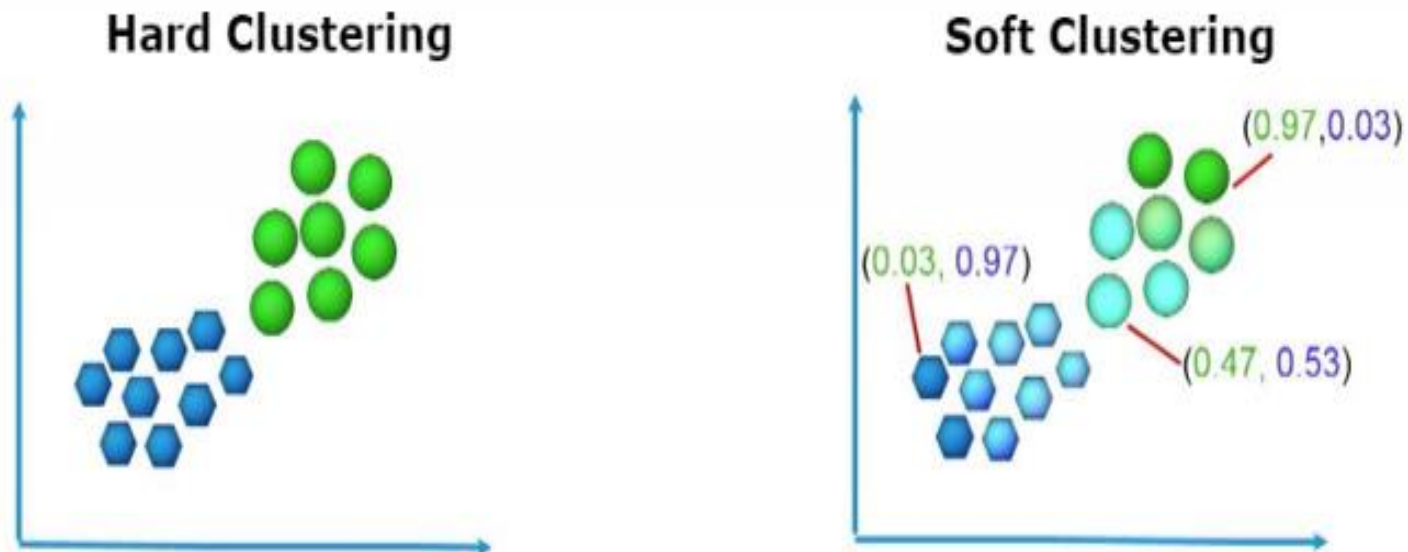 Hard Clustering
Soft Clustering
(0.97,0.03)
(0.03, 0.97)
(0.47, 0.53)